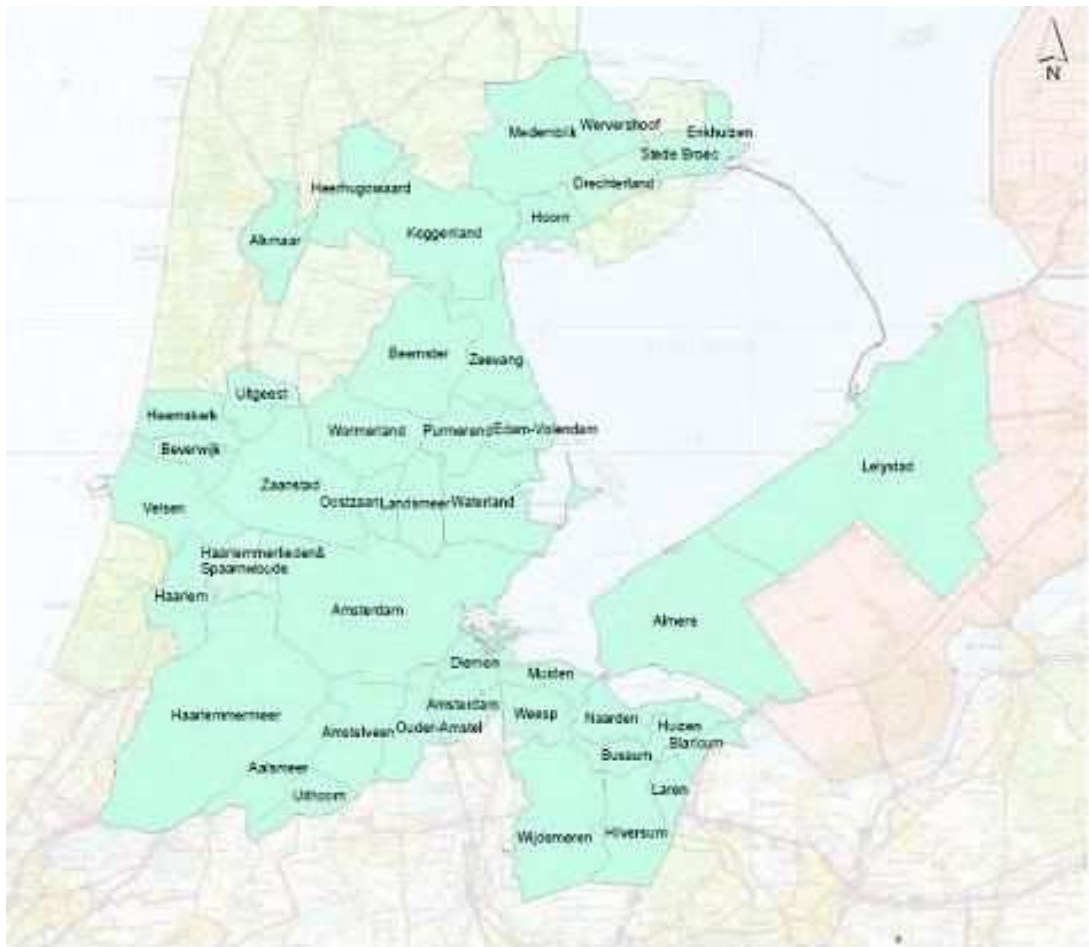 N
Medemblik
Wervershoof
Enkhuizen
Stede Broec
Drechterland
Heerhugowaard
Hoorn
Alkmaar
Koggenland
Beemster
Zeevang
Uitgeest
Heemskerk
Wormerland
Purmerend
Edam-Volendam
Beverwijk
Lelystad
Zaanstad
Oostzaan
Landsmeer
Waterland
Velsen
Haarlemmerliede&
Spaarnwoude
Haarlem
Amsterdam
Almere
Diemen
Muiden
Amsterdam
Haarlemmermeer
Weesp
Naarden
Huizen
Amstelveen
Ouder-Amstel
Blaricum
Bussum
Aalsmeer
Laren
Uithoorn
Wijdemeren
Hilversum